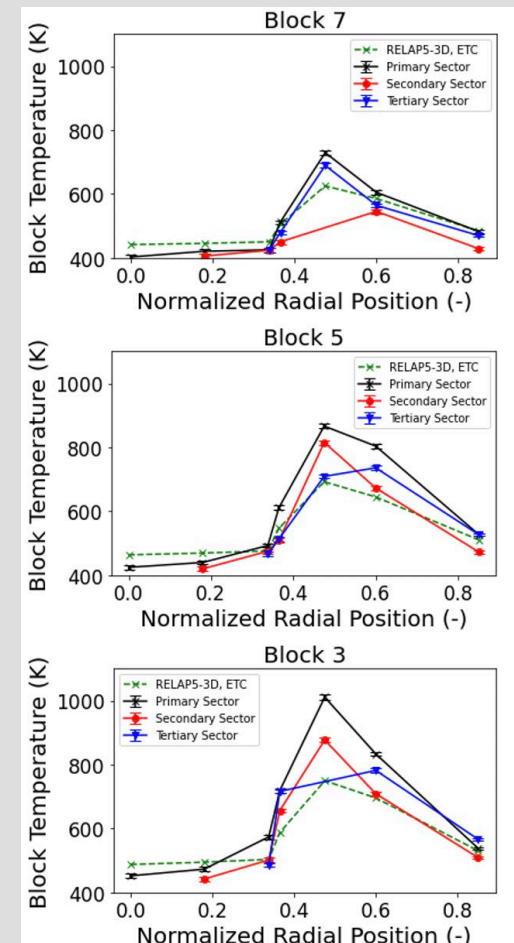 Block 7
Block Temperature (K)
1000
800
600
400
RELAP5-3D, ETC
Primary Sector
Secondary Sector
Tertiary Sector
0.0 0.2 0.4 0.6 0.8
Normalized Radial Position (-)
Block 5
Block Temperature (K)
1000
800
600
400
RELAP5-3D, ETC
Primary Sector
Secondary Sector
Tertiary Sector
0.0 0.2 0.4 0.6 0.8
Normalized Radial Position (-)
Block 3
Block Temperature (K)
1000
800
600
400
RELAP5-3D, ETC
Primary Sector
Secondary Sector
Tertiary Sector
0.0 0.2 0.4 0.6 0.8
Normalized Radial Position (-)